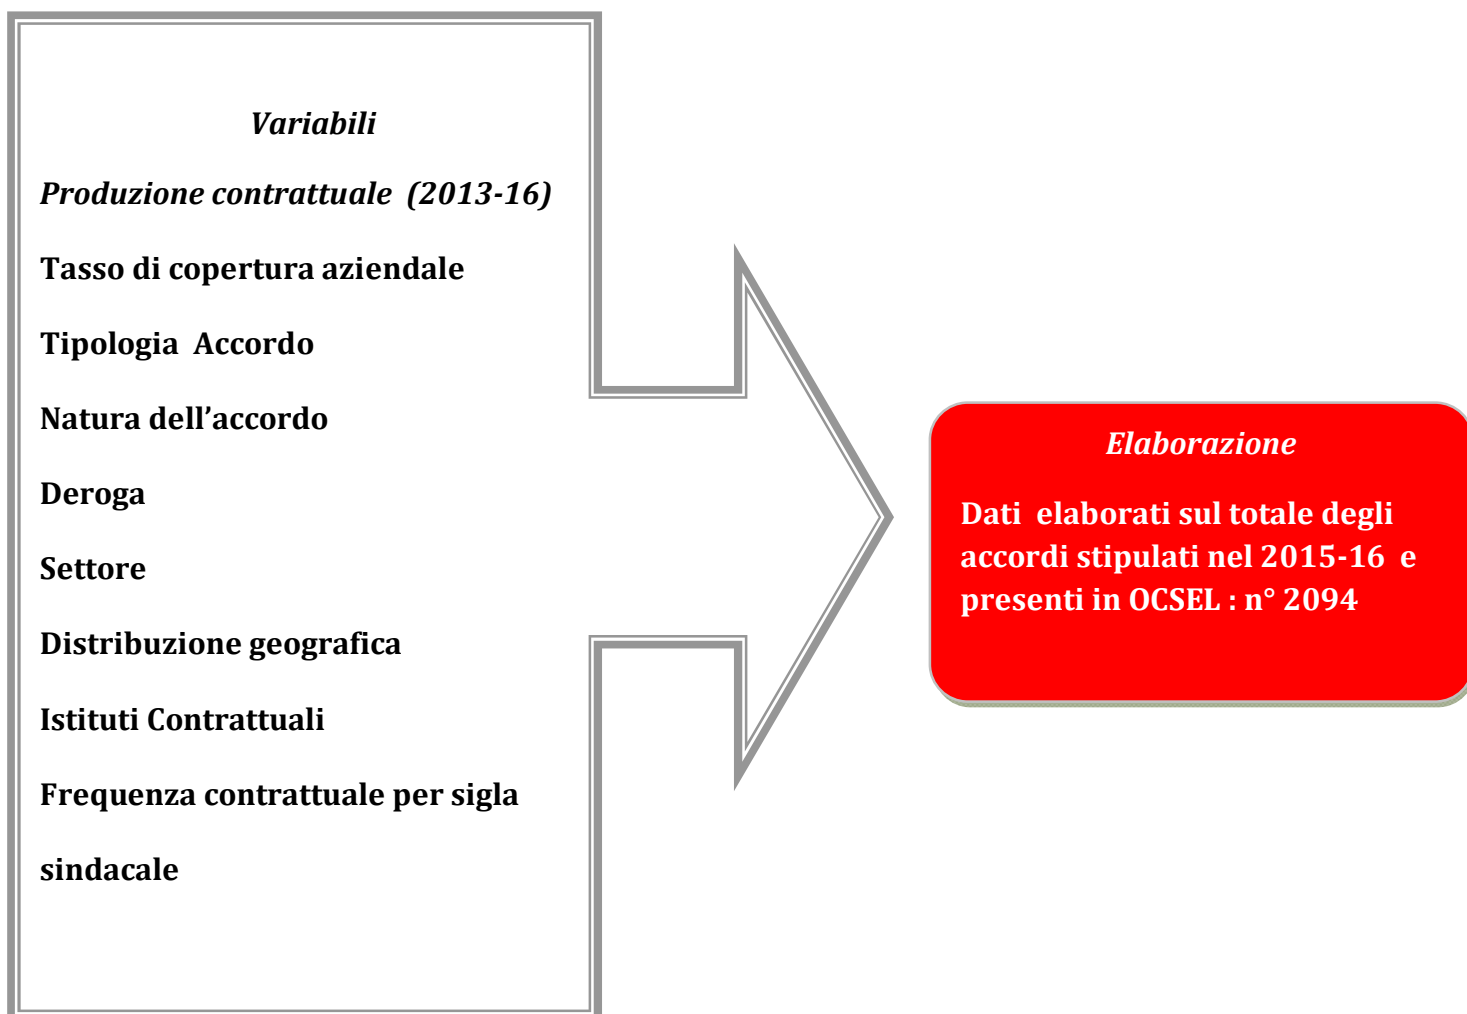 Variabili
Produzione contrattuale (2013-16)
Tasso di copertura aziendale
Tipologia Accordo
Natura dell’accordo
Deroga
Settore
Distribuzione geografica
Istituti Contrattuali
Frequenza contrattuale per sigla
sindacale
Elaborazione
Dati elaborati sul totale degli
accordi stipulati nel 2015-16 e
presenti in OCSEL : n° 2094